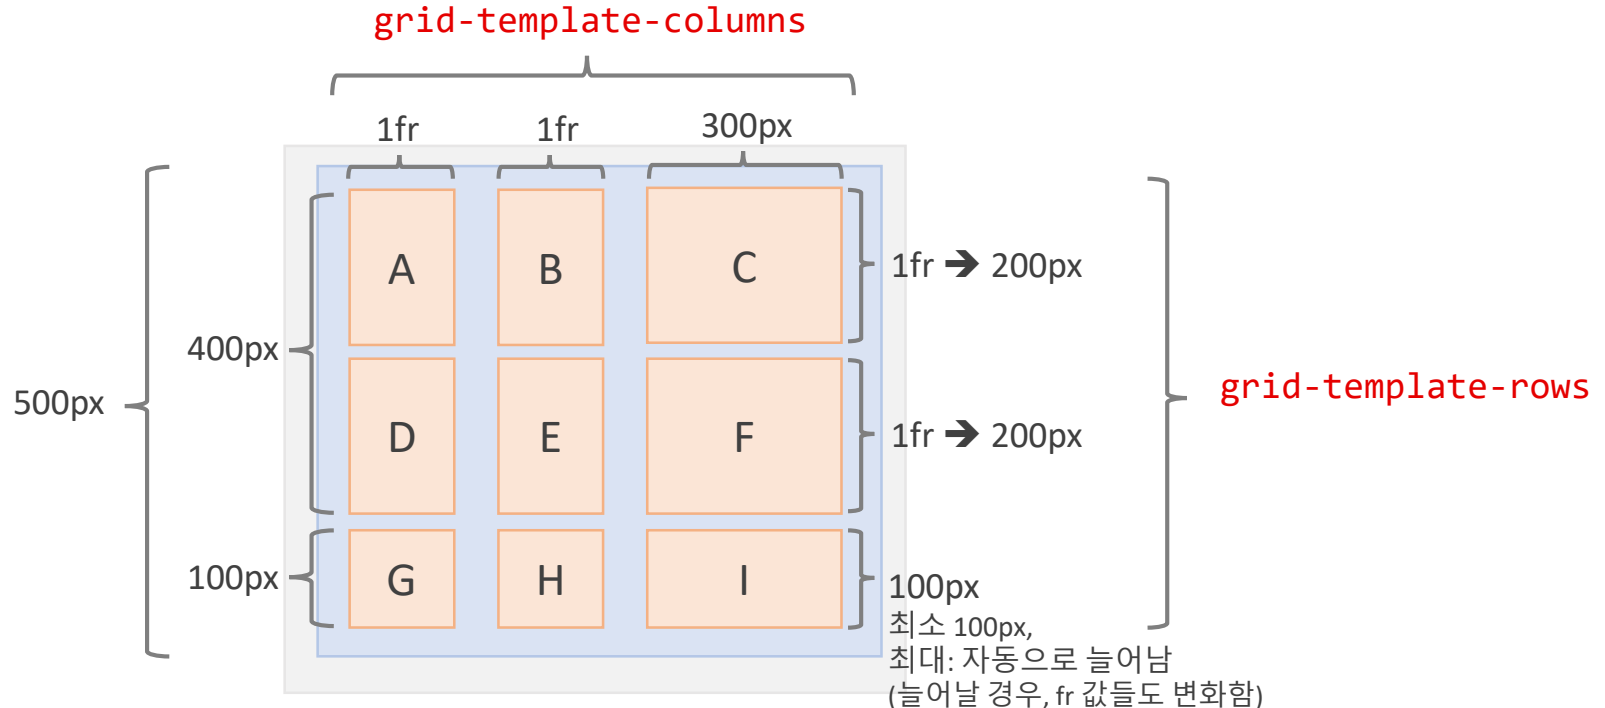 grid-template-columns
1fr 1fr 300px
A B C
1fr → 200px
400px
500px
grid-template-rows
D E F
1fr → 200px
G H I
100px
100px
최소 100px,
최대: 자동으로 늘어남
(늘어날 경우, fr 값들도 변화함)